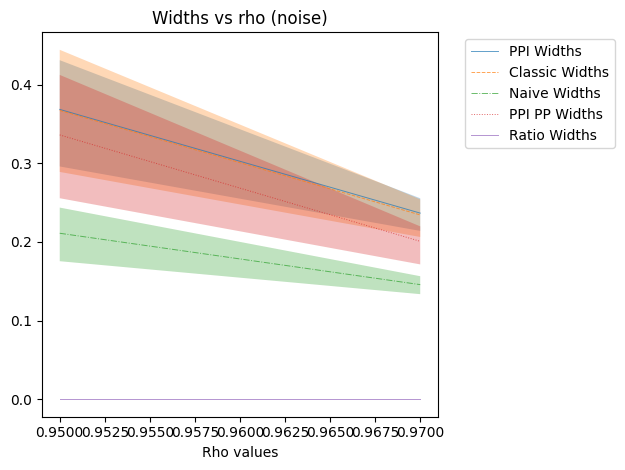 Widths vs rho (noise)
PPI Widths
Classic Widths
Naive Widths
PPI PP Widths
Ratio Widths
0.4
0.3
0.2
0.1
0.0
0.9500 0.9525 0.9550 0.9575 0.9600 0.9625 0.9650 0.9675 0.9700
Rho values